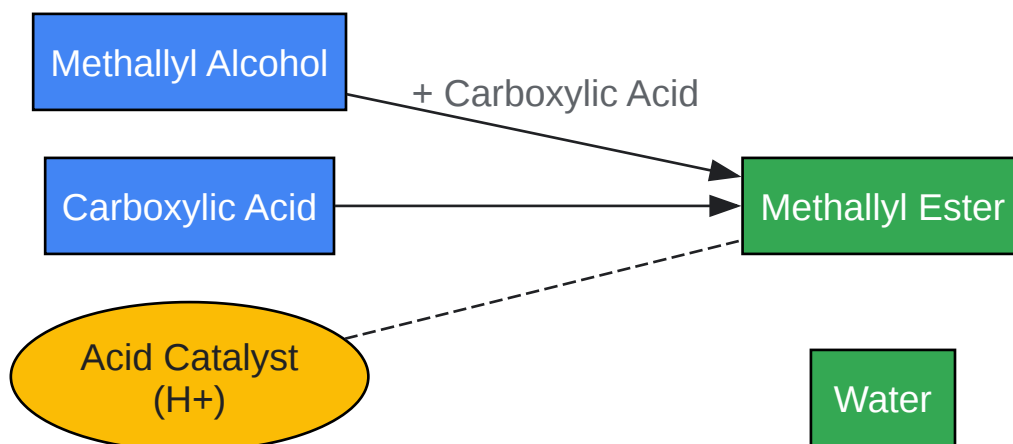 Methallyl Alcohol
+ Carboxylic Acid
Carboxylic Acid
Methallyl Ester
Acid Catalyst
(H+)
Water